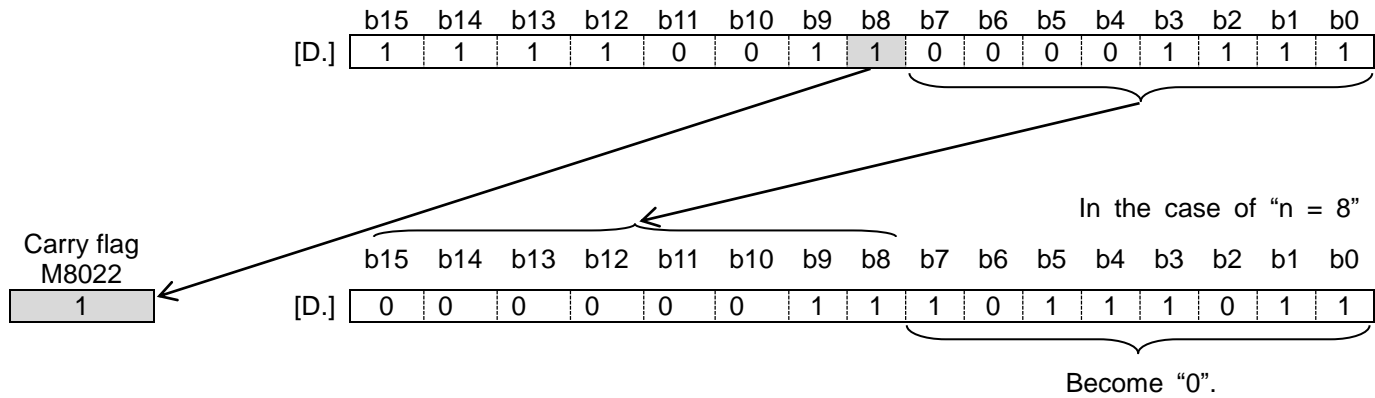 b15 b14 b13 b12 b11 b10 b9 b8 b7 b6 b5 b4 b3 b2 b1 b0
[D.] 1 1 1 1 0 0 1 1 0 0 0 0 1 1 1 1
In the case of “n = 8”
Carry flag
M8022
b15 b14 b13 b12 b11 b10 b9 b8 b7 b6 b5 b4 b3 b2 b1 b0
1 [D.] 0 0 0 0 0 0 1 1 1 0 1 1 1 0 1 1
Become “0”.